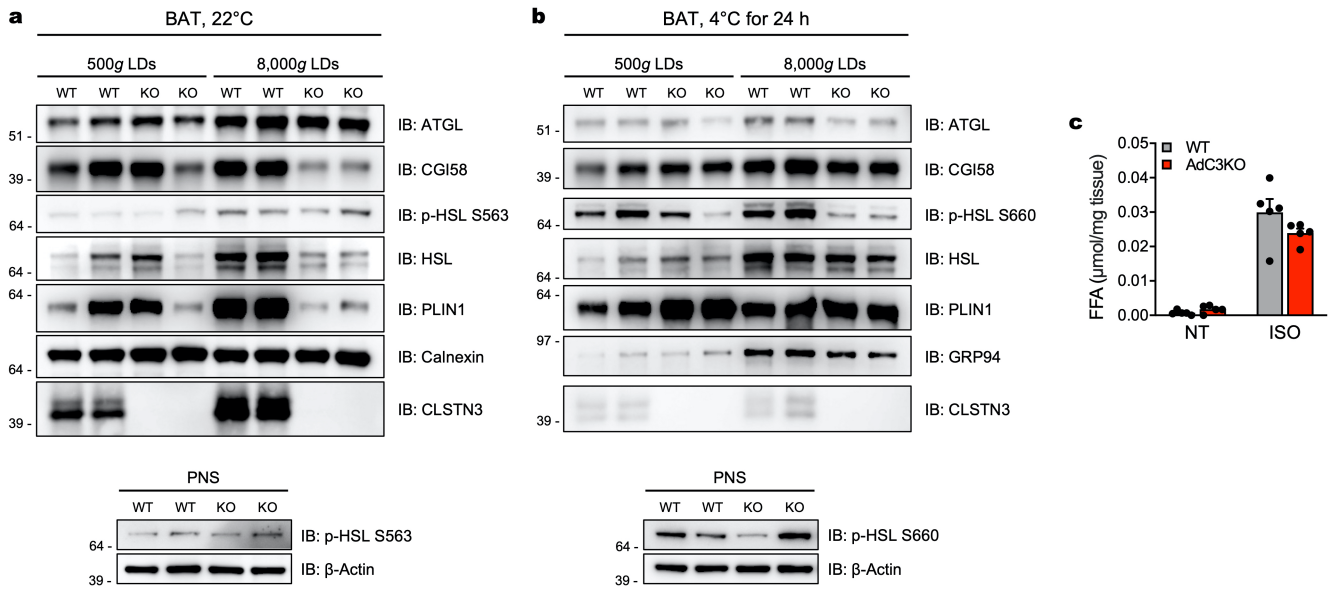 a
BAT, 22°C
500g LDs 8,000g LDs
WT WT KO KO WT WT KO KO
51 - IB: ATGL
39 - IB: CGI58
64 - IB: p-HSL S563
64 - IB: HSL
64 - IB: PLIN1
64 - IB: Calnexin
39 - IB: CLSTN3
PNS
WT WT KO KO
64 - IB: p-HSL S563
39 - IB: β-Actin
b
BAT, 4°C for 24 h
500g LDs 8,000g LDs
WT WT KO KO WT WT KO KO
51 - IB: ATGL
39 - IB: CGI58
64 - IB: p-HSL S660
64 - IB: HSL
64 - IB: PLIN1
97 - IB: GRP94
39 - IB: CLSTN3
PNS
WT WT KO KO
64 - IB: p-HSL S660
39 - IB: β-Actin
c
WT
AdC3KO
FFA (μmol/mg tissue)
0.05
0.04
0.03
0.02
0.01
0.00
NT ISO